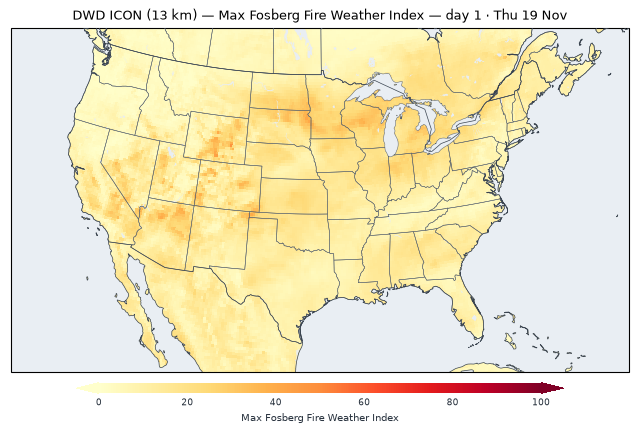 DWD ICON (13 km) — Max Fosberg Fire Weather Index — day 1 · Thu 19 Nov
0 20 40 60 80 100
Max Fosberg Fire Weather Index